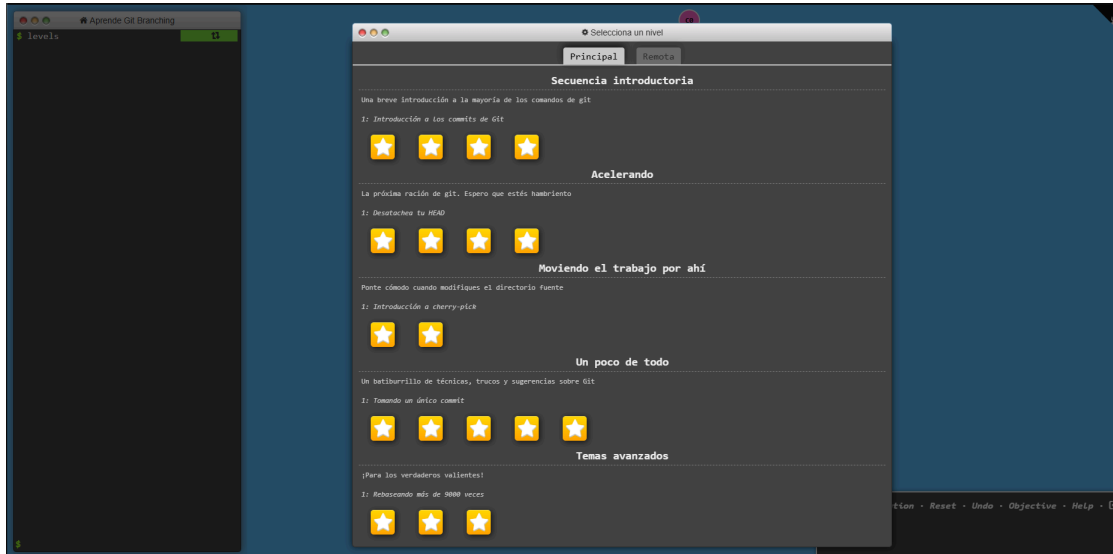 Aprende Git Branching
$ levels
C0
Selecciona un nivel
Principal Remota
Secuencia introductoria
Una breve introducción a la mayoría de los comandos de git
1: Introducción a los commits de Git
Acelerando
La próxima ración de git. Espero que estés hambriento
1: Desatachea tu HEAD
Moviendo el trabajo por ahí
Ponte cómodo cuando modifiques el directorio fuente
1: Introducción a cherry-pick
Un poco de todo
Un batiburrillo de técnicas, trucos y sugerencias sobre Git
1: Tomando un único commit
Temas avanzados
¡Para los verdaderos valientes!
1: Rebaseando más de 9000 veces
tion · Reset · Undo · Objective · Help ·
$